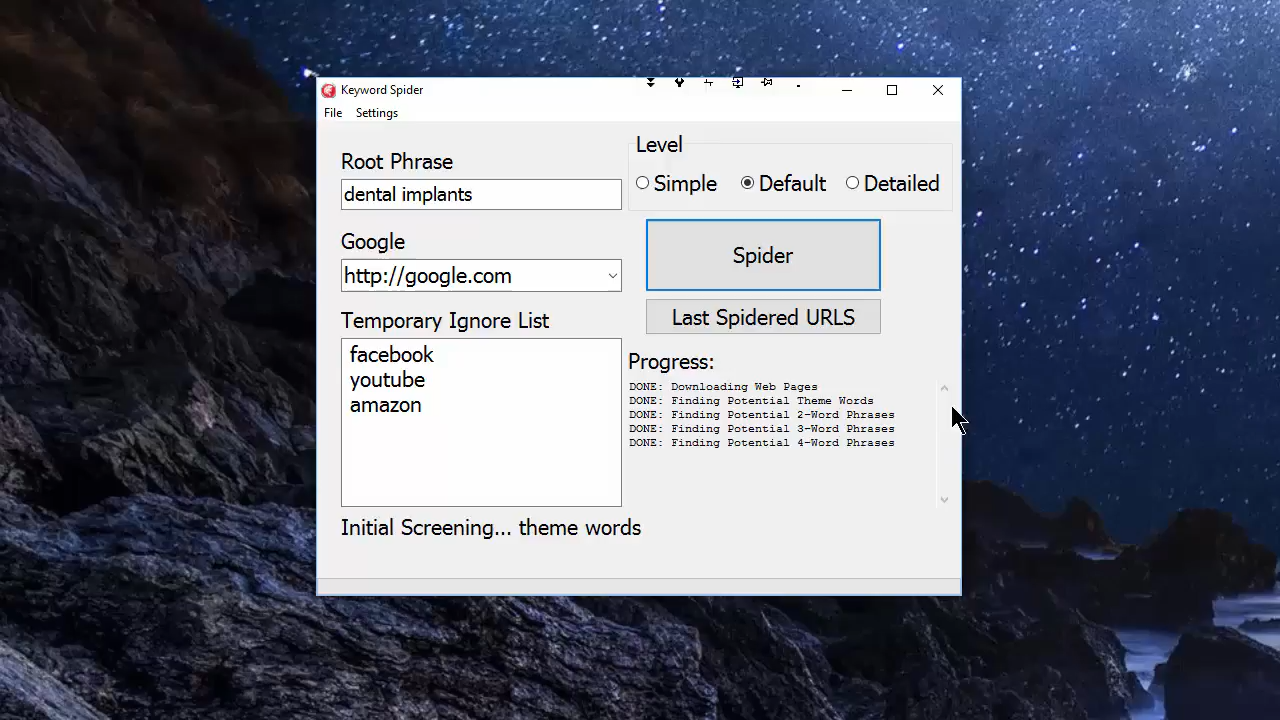 Keyword Spider
File Settings
Root Phrase
dental implants
Google
http://google.com
Temporary Ignore List
facebook
youtube
amazon
Initial Screening... theme words
Level
Simple Default Detailed
Spider
Last Spidered URLS
Progress:
DONE: Downloading Web Pages
DONE: Finding Potential Theme Words
DONE: Finding Potential 2-Word Phrases
DONE: Finding Potential 3-Word Phrases
DONE: Finding Potential 4-Word Phrases